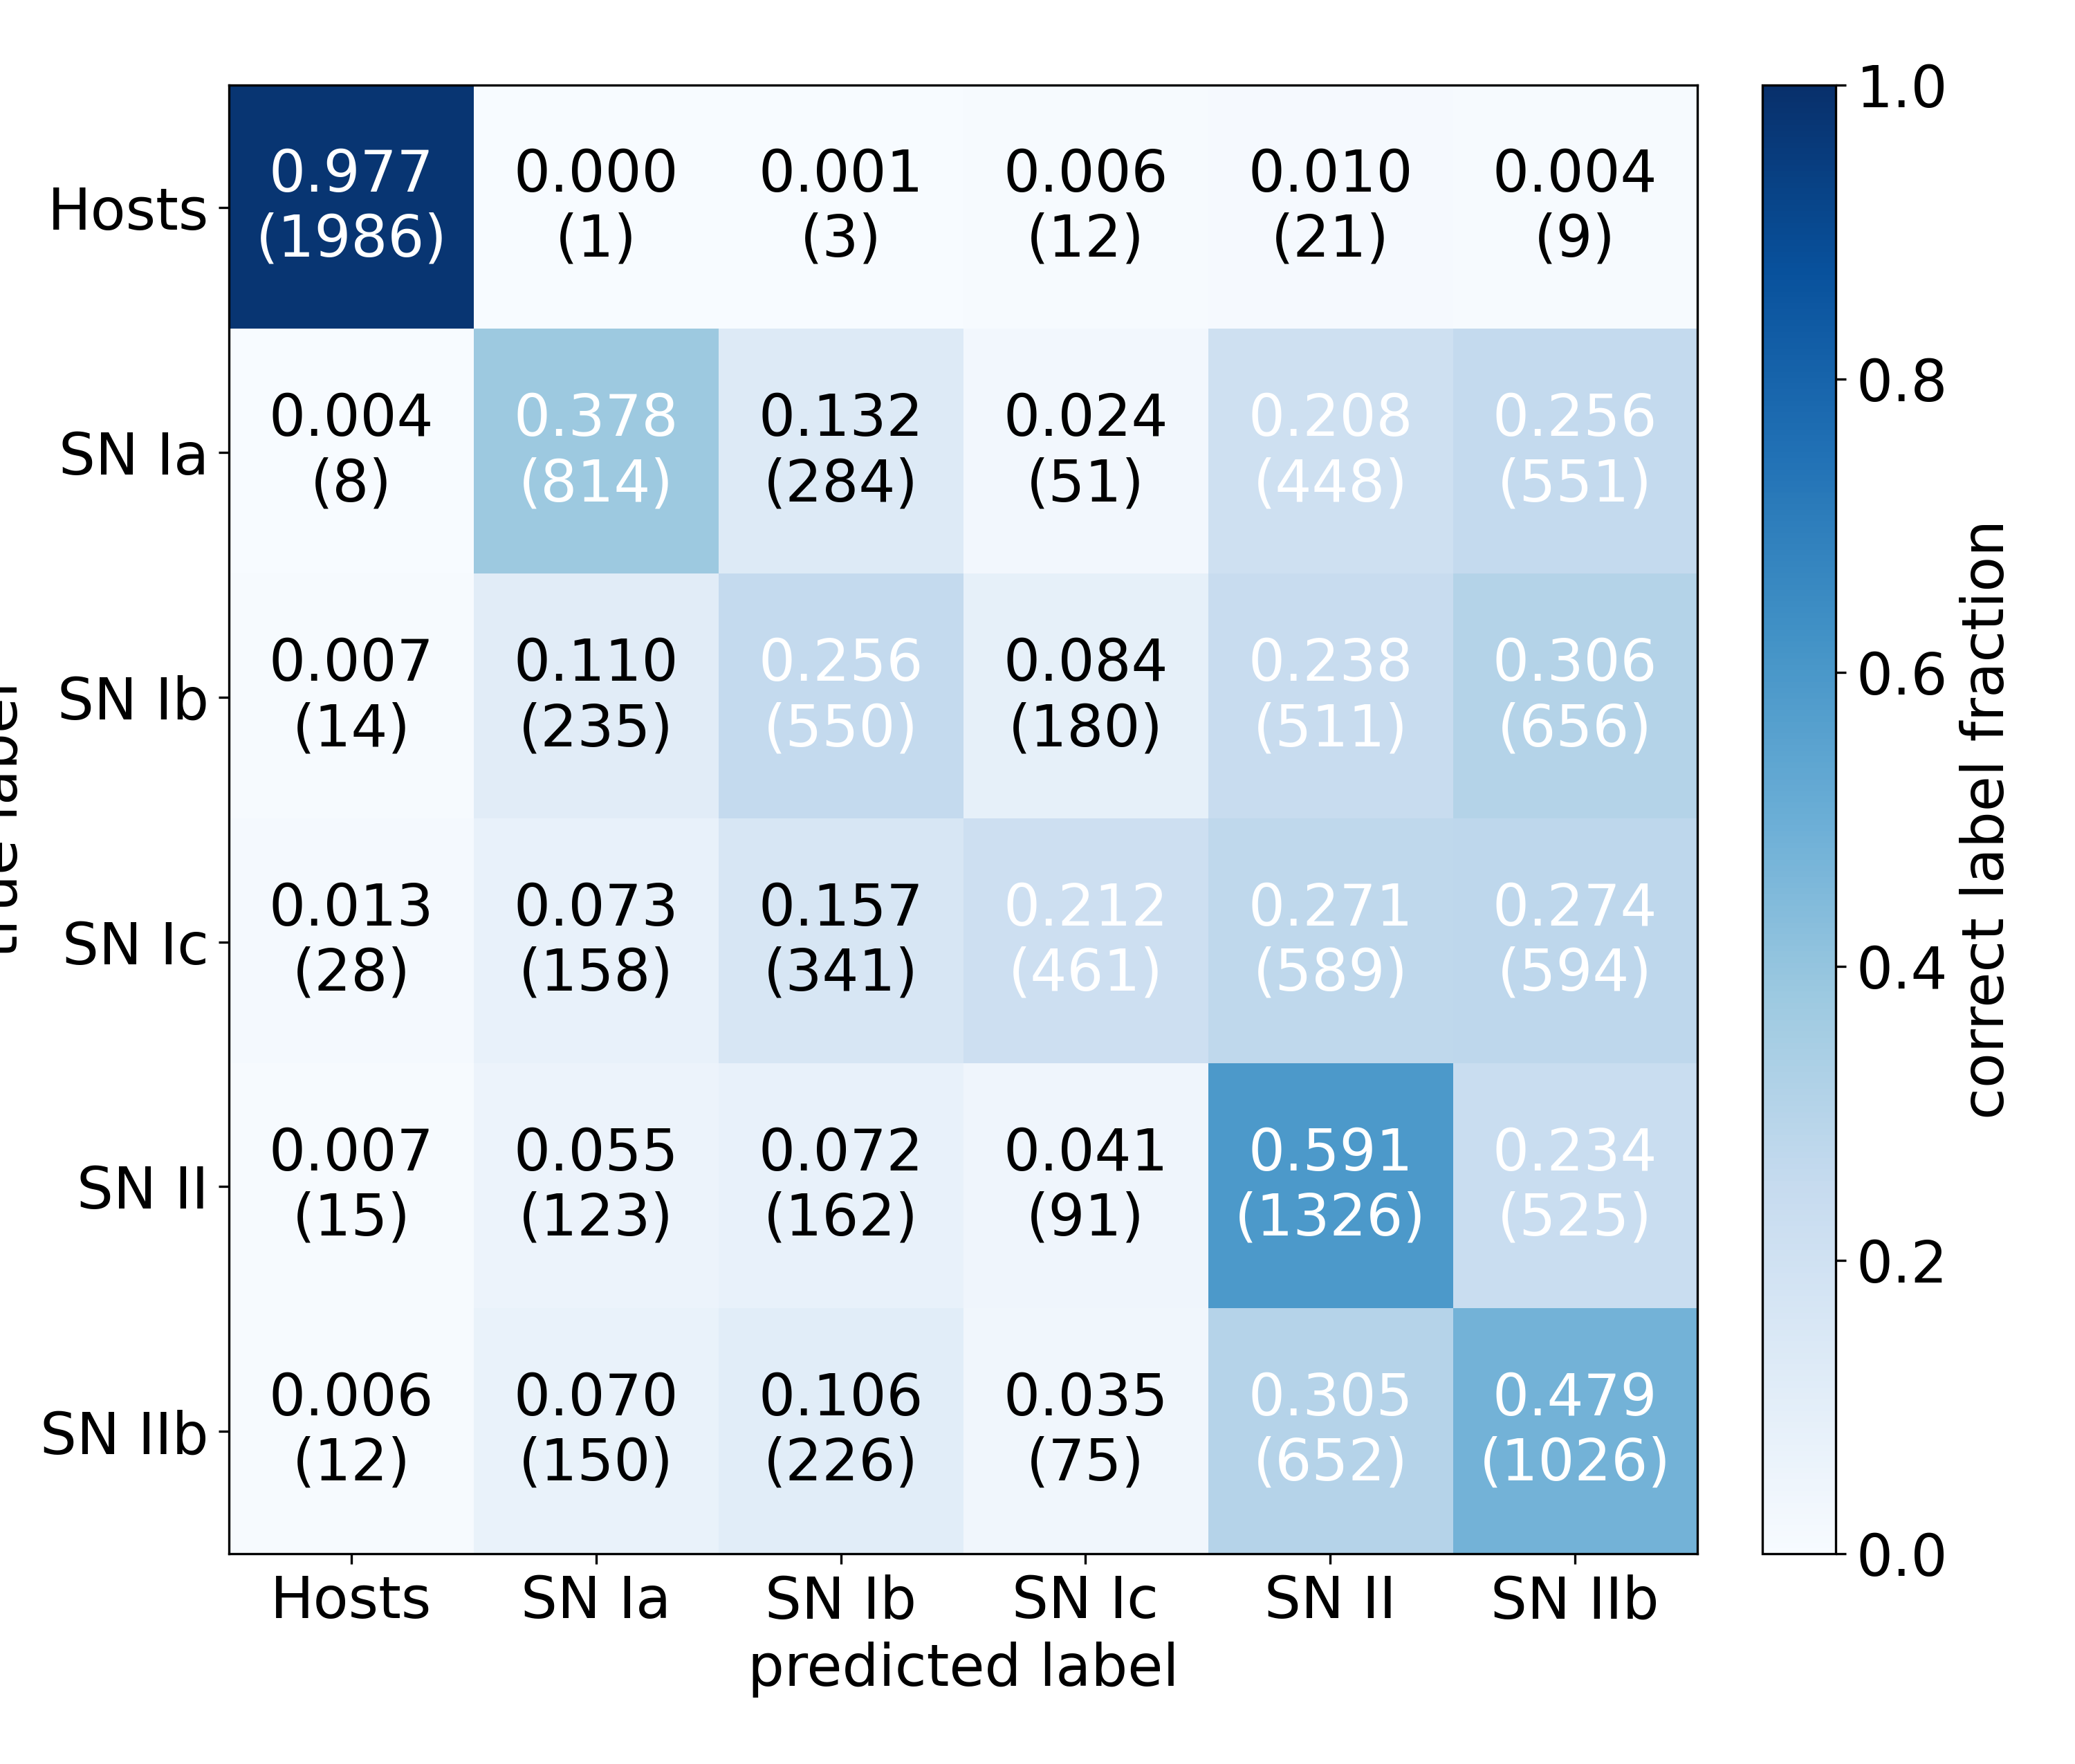 Hosts
0.977 0.000 0.001 0.006 0.010 0.004
(1986) (1) (3) (12) (21) (9)
SN Ia
0.004 0.378 0.132 0.024 0.208 0.256
(8) (814) (284) (51) (448) (551)
SN Ib
0.007 0.110 0.256 0.084 0.238 0.306
(14) (235) (550) (180) (511) (656)
SN Ic
0.013 0.073 0.157 0.212 0.271 0.274
(28) (158) (341) (461) (589) (594)
SN II
0.007 0.055 0.072 0.041 0.591 0.234
(15) (123) (162) (91) (1326) (525)
SN IIb
0.006 0.070 0.106 0.035 0.305 0.479
(12) (150) (226) (75) (652) (1026)
Hosts SN Ia SN Ib SN Ic SN II SN IIb
predicted label
true label
1.0
0.8
0.6
0.4
0.2
0.0
correct label fraction